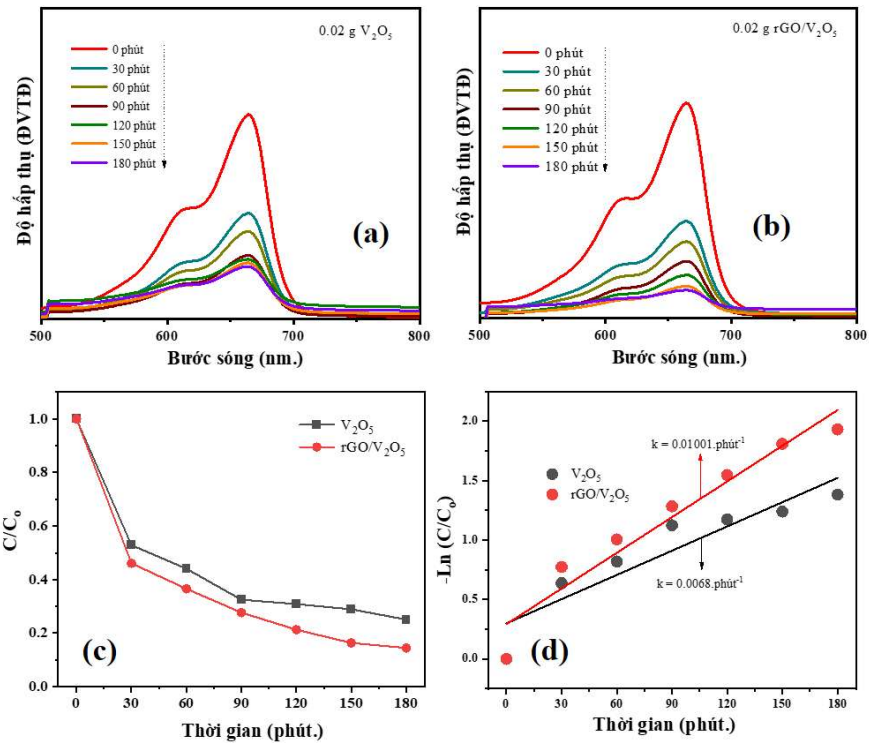 0.02 g V₂O₅
0 phút
30 phút
60 phút
90 phút
120 phút
150 phút
180 phút
(a)
Độ hấp thụ (ĐVTĐ)
500 600 700 800
Bước sóng (nm.)
0.02 g rGO/V₂O₅
0 phút
30 phút
60 phút
90 phút
120 phút
150 phút
180 phút
(b)
Độ hấp thụ (ĐVTĐ)
500 600 700 800
Bước sóng (nm.)
V₂O₅
rGO/V₂O₅
C/Cₒ
1.0
0.8
0.6
0.4
0.2
0.0
(c)
0 30 60 90 120 150 180
Thời gian (phút.)
k = 0.01001.phút⁻¹
V₂O₅
rGO/V₂O₅
k = 0.0068.phút⁻¹
-Ln (C/Cₒ)
2.0
1.5
1.0
0.5
0.0
(d)
0 30 60 90 120 150 180
Thời gian (phút.)